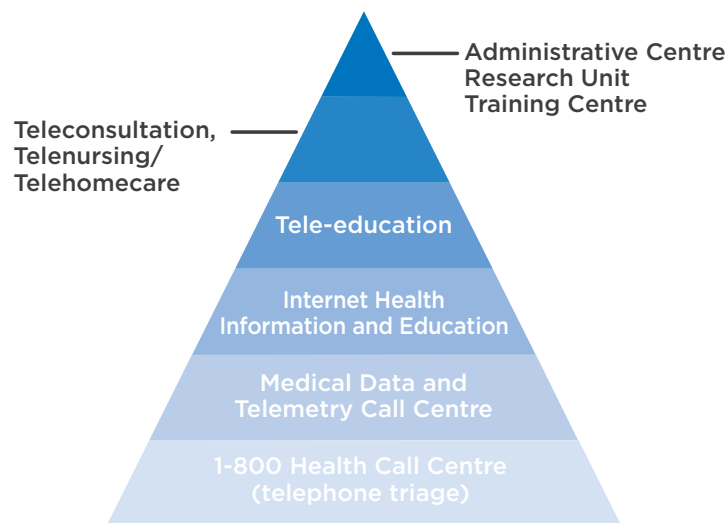 Administrative Centre
Research Unit
Training Centre
Teleconsultation,
Telenursing/
Telehomecare
Tele-education
Internet Health
Information and Education
Medical Data and
Telemetry Call Centre
1-800 Health Call Centre
(telephone triage)